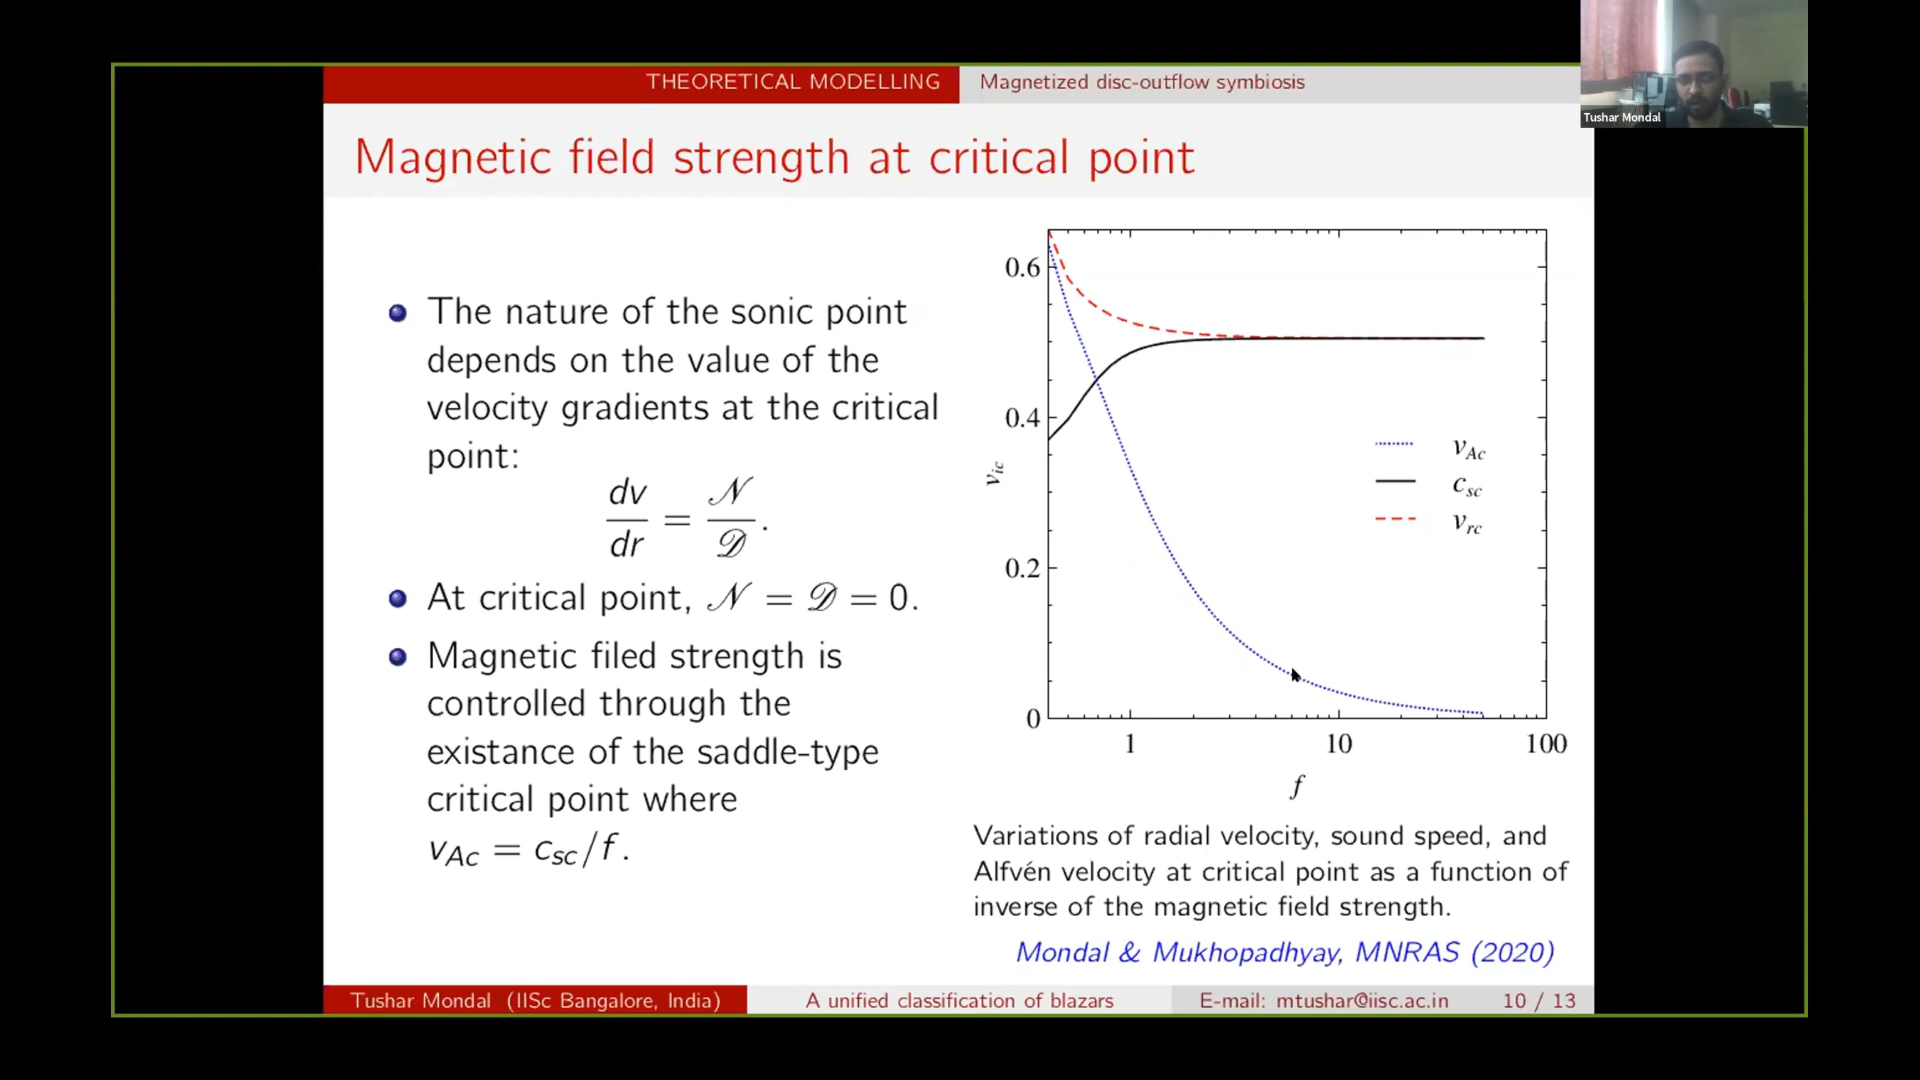 THEORETICAL MODELLING Magnetized disc-outflow symbiosis
Tushar Mondal
Magnetic field strength at critical point
The nature of the sonic point
depends on the value of the
velocity gradients at the critical
point:
dv/dr = 𝒩/𝒟.
At critical point, 𝒩 = 𝒟 = 0.
Magnetic filed strength is
controlled through the
existance of the saddle-type
critical point where
v_Ac = c_sc/f.
0.6
0.4
0.2
0
v_ic
v_Ac
c_sc
v_rc
1 10 100
f
Variations of radial velocity, sound speed, and
Alfvén velocity at critical point as a function of
inverse of the magnetic field strength.
Mondal & Mukhopadhyay, MNRAS (2020)
Tushar Mondal (IISc Bangalore, India) A unified classification of blazars E-mail: mtushar@iisc.ac.in 10 / 13